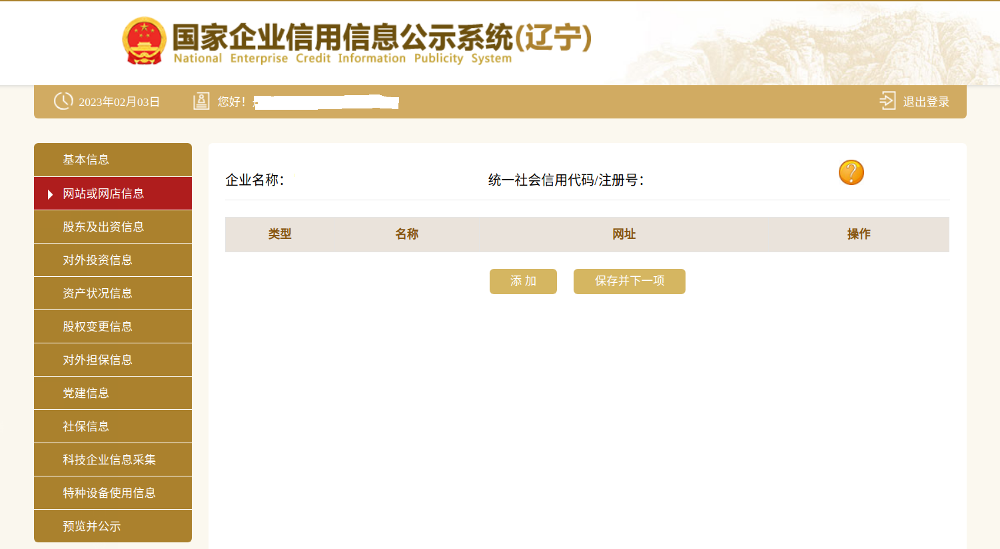 国家企业信用信息公示系统(辽宁)
National Enterprise Credit Information Publicity System
2023年02月03日 您好！ 退出登录
基本信息
网站或网店信息
股东及出资信息
对外投资信息
资产状况信息
股权变更信息
对外担保信息
党建信息
社保信息
科技企业信息采集
特种设备使用信息
预览并公示
企业名称： 统一社会信用代码/注册号：
类型 名称 网址 操作
添 加 保存并下一项